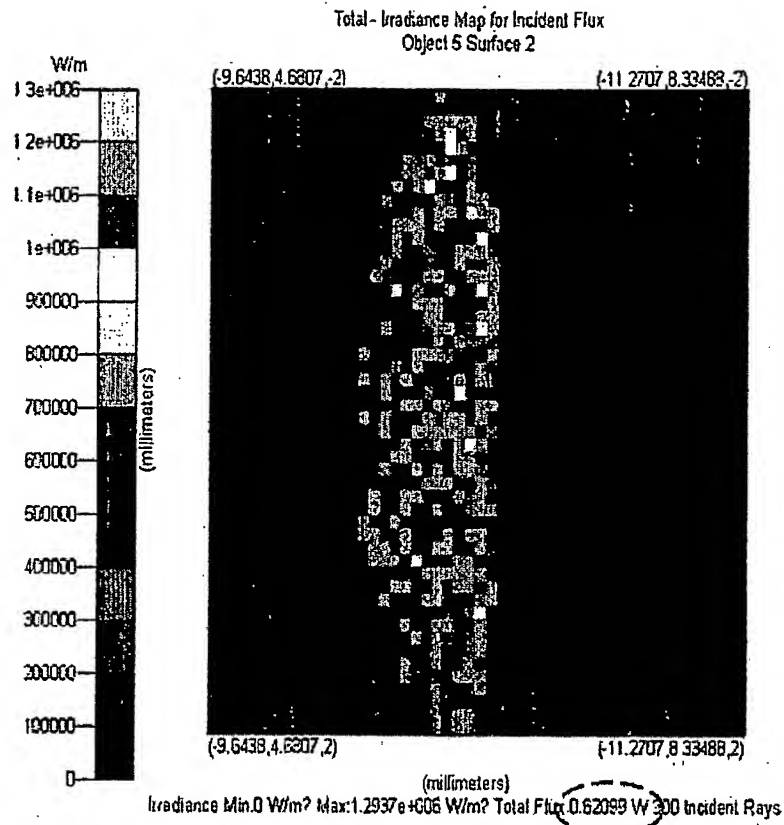 Total - Irradiance Map for Incident Flux
Object 5 Surface 2
W/m
(-9.6438,4.6807,-2) (-11.2707,8.33488,-2)
1.3e+006
1.2e+006
1.1e+006
1e+006
900000
800000
700000
600000
500000
400000
300000
200000
100000
0
(millimeters)
(-9.6438,4.6807,2) (-11.2707,8.33488,2)
(millimeters)
Irradiance Min:0 W/m? Max:1.2937e+006 W/m? Total Flux:0.62099 W 300 Incident Rays